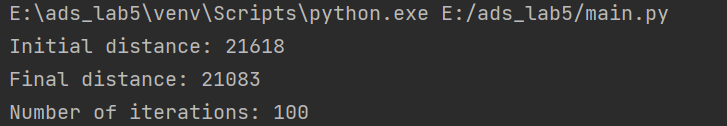 E:\ads_lab5\venv\Scripts\python.exe E:/ads_lab5/main.py
Initial distance: 21618
Final distance: 21083
Number of iterations: 100